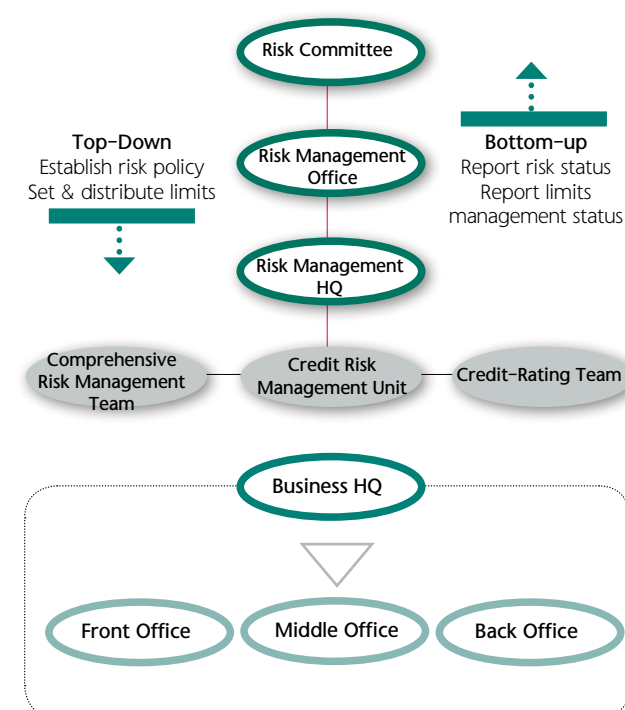 Risk Committee
Top-Down
Establish risk policy
Set & distribute limits
Risk Management
Office
Bottom-up
Report risk status
Report limits
management status
Risk Management
HQ
Comprehensive
Risk Management
Team
Credit Risk
Management Unit
Credit-Rating Team
Business HQ
Front Office
Middle Office
Back Office